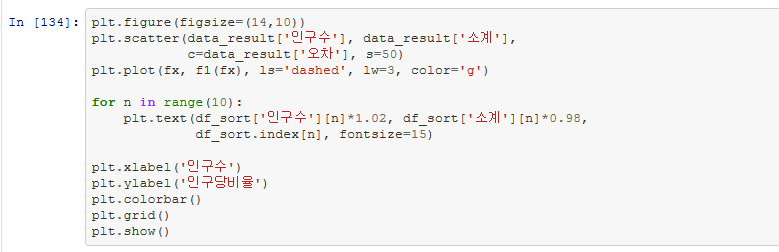 In [134]: plt.figure(figsize=(14,10))
plt.scatter(data_result['인구수'], data_result['소계'],
            c=data_result['오차'], s=50)
plt.plot(fx, f1(fx), ls='dashed', lw=3, color='g')

for n in range(10):
    plt.text(df_sort['인구수'][n]*1.02, df_sort['소계'][n]*0.98,
             df_sort.index[n], fontsize=15)

plt.xlabel('인구수')
plt.ylabel('인구당비율')
plt.colorbar()
plt.grid()
plt.show()